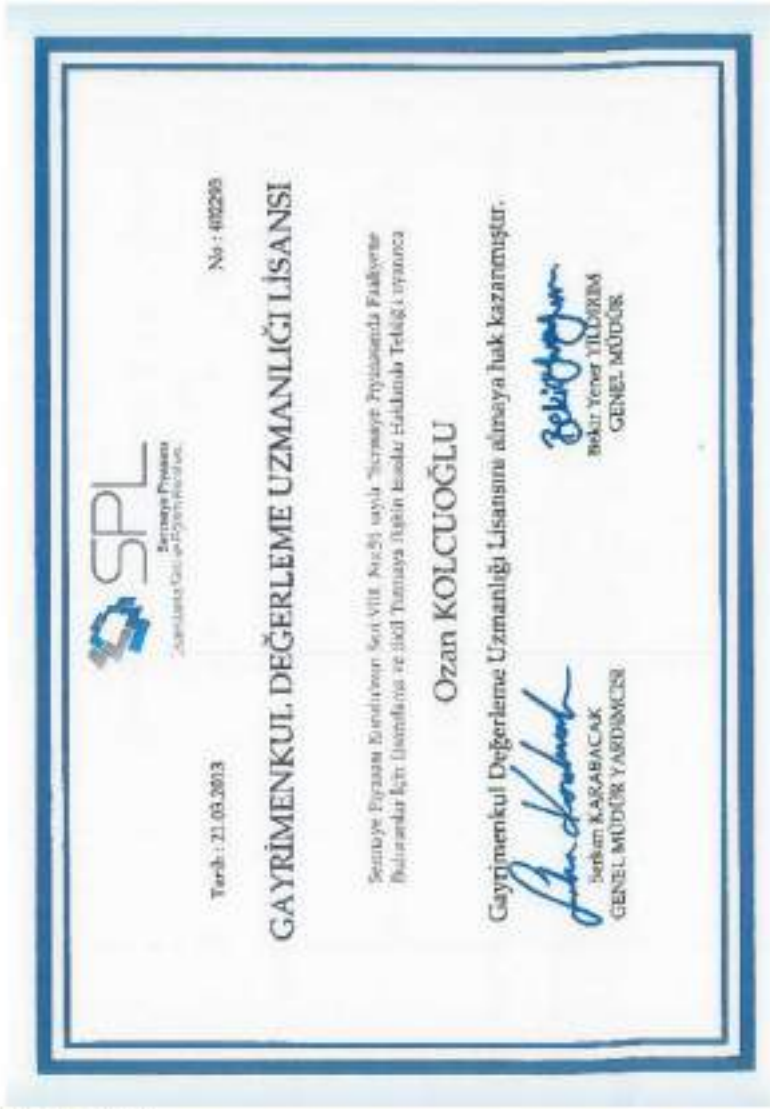 SPL
Sermaye Piyasası
Tarih : 21.03.2013
No : 402293
GAYRİMENKUL DEĞERLEME UZMANLIĞI LİSANSI
Sermaye Piyasası Kurulu'nun Seri VIII, No:34 sayılı "Sermaye Piyasasında Faaliyette
Bulunanlar İçin Lisanslama ve Sicil Tutmaya İlişkin Esaslar Hakkında Tebliği" uyarınca
Ozan KOLCUOĞLU
Gayrimenkul Değerleme Uzmanlığı Lisansını almaya hak kazanmıştır.
Serkan KARABACAK
GENEL MÜDÜR YARDIMCISI
Bekir Yener YILDIRIM
GENEL MÜDÜR